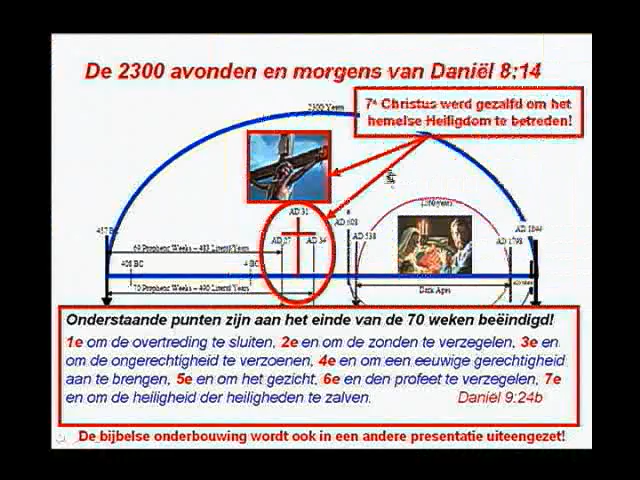 De 2300 avonden en morgens van Daniël 8:14
7e Christus werd gezalfd om het
hemelse Heiligdom te betreden!
2300 Years
AD 31
457 BC
AD 27
AD 34
AD 508
AD 538
1260 years
AD 1798
AD 1844
69 Prophetic Weeks – 483 Literal Years
408 BC
4 BC
70 Prophetic Weeks – 490 Literal Years
Dark Ages
Onderstaande punten zijn aan het einde van de 70 weken beëindigd!
1e om de overtreding te sluiten, 2e en om de zonden te verzegelen, 3e en
om de ongerechtigheid te verzoenen, 4e en om een eeuwige gerechtigheid
aan te brengen, 5e en om het gezicht, 6e en den profeet te verzegelen, 7e
en om de heiligheid der heiligheden te zalven. Daniël 9:24b
De bijbelse onderbouwing wordt ook in een andere presentatie uiteengezet!